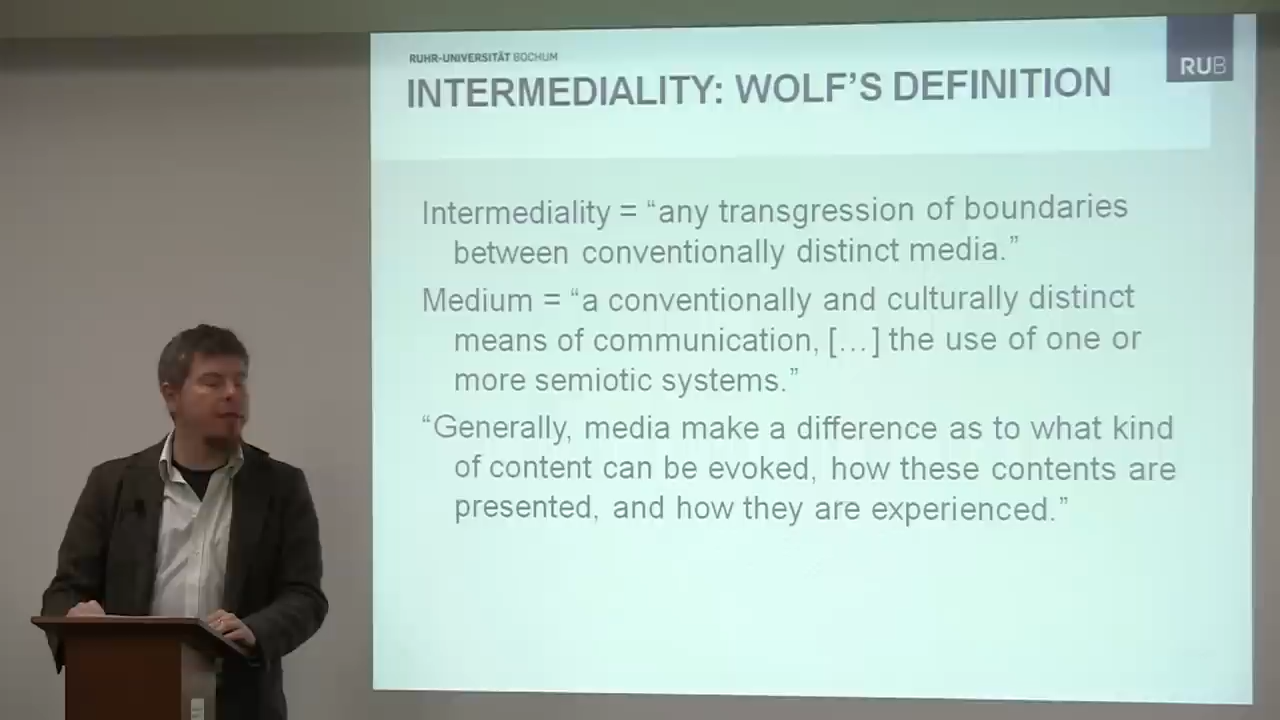 RUHR-UNIVERSITÄT BOCHUM
INTERMEDIALITY: WOLF'S DEFINITION
RUB
Intermediality = “any transgression of boundaries
between conventionally distinct media.”
Medium = “a conventionally and culturally distinct
means of communication, […] the use of one or
more semiotic systems.”
“Generally, media make a difference as to what kind
of content can be evoked, how these contents are
presented, and how they are experienced.”